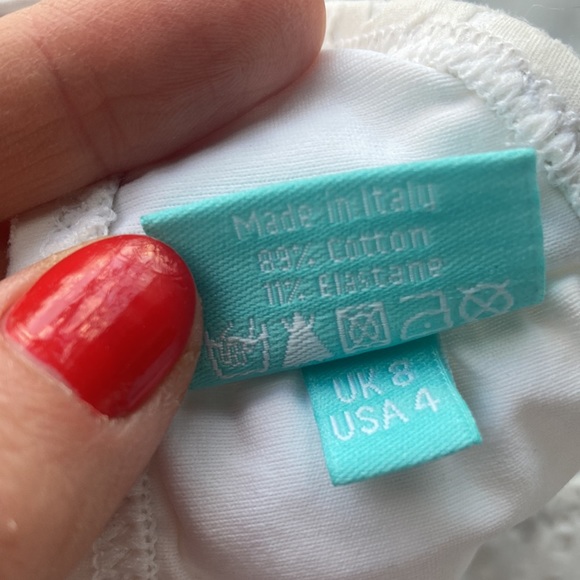 Made in Italy
89% Cotton
11% Elastane
UK 8
USA 4